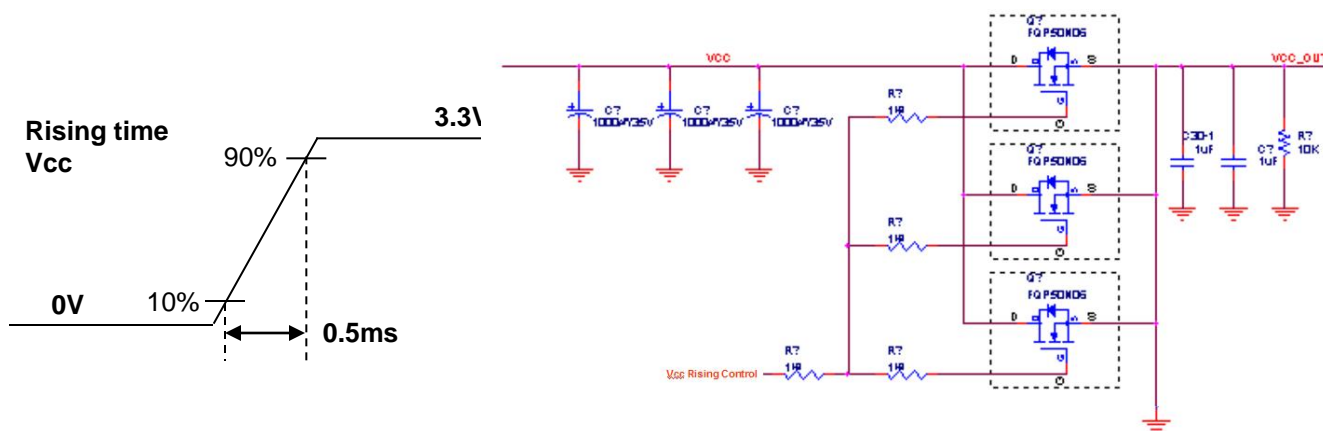 Rising time
Vcc
3.3V
90%
10%
0V
0.5ms
VCC
C?
1000uF/35V
C?
1000uF/35V
C?
1000uF/35V
R?
1K
Q?
FQP50N06
D
S
G
VCC_OUT
C30-1
1uF
C?
1uF
R?
10K
R?
1K
Q?
FQP50N06
D
S
G
R?
1K
R?
1K
Q?
FQP50N06
D
S
G
Vcc Rising Control